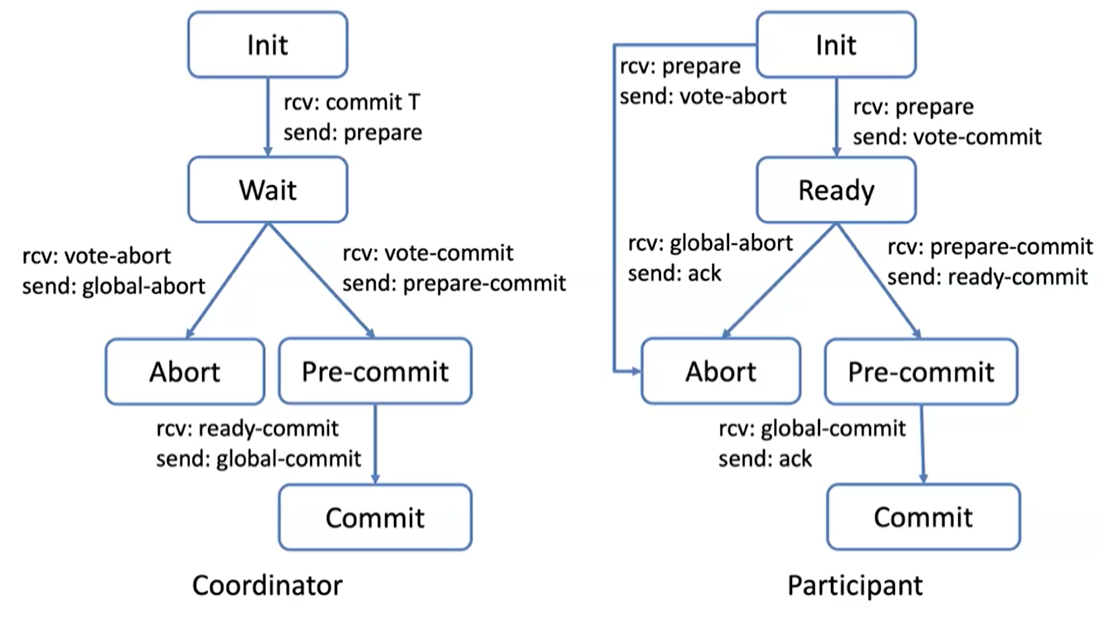 Init
rcv: commit T
send: prepare
Wait
rcv: vote-abort
send: global-abort
rcv: vote-commit
send: prepare-commit
Abort
Pre-commit
rcv: ready-commit
send: global-commit
Commit
Coordinator
Init
rcv: prepare
send: vote-abort
rcv: prepare
send: vote-commit
Ready
rcv: global-abort
send: ack
rcv: prepare-commit
send: ready-commit
Abort
Pre-commit
rcv: global-commit
send: ack
Commit
Participant